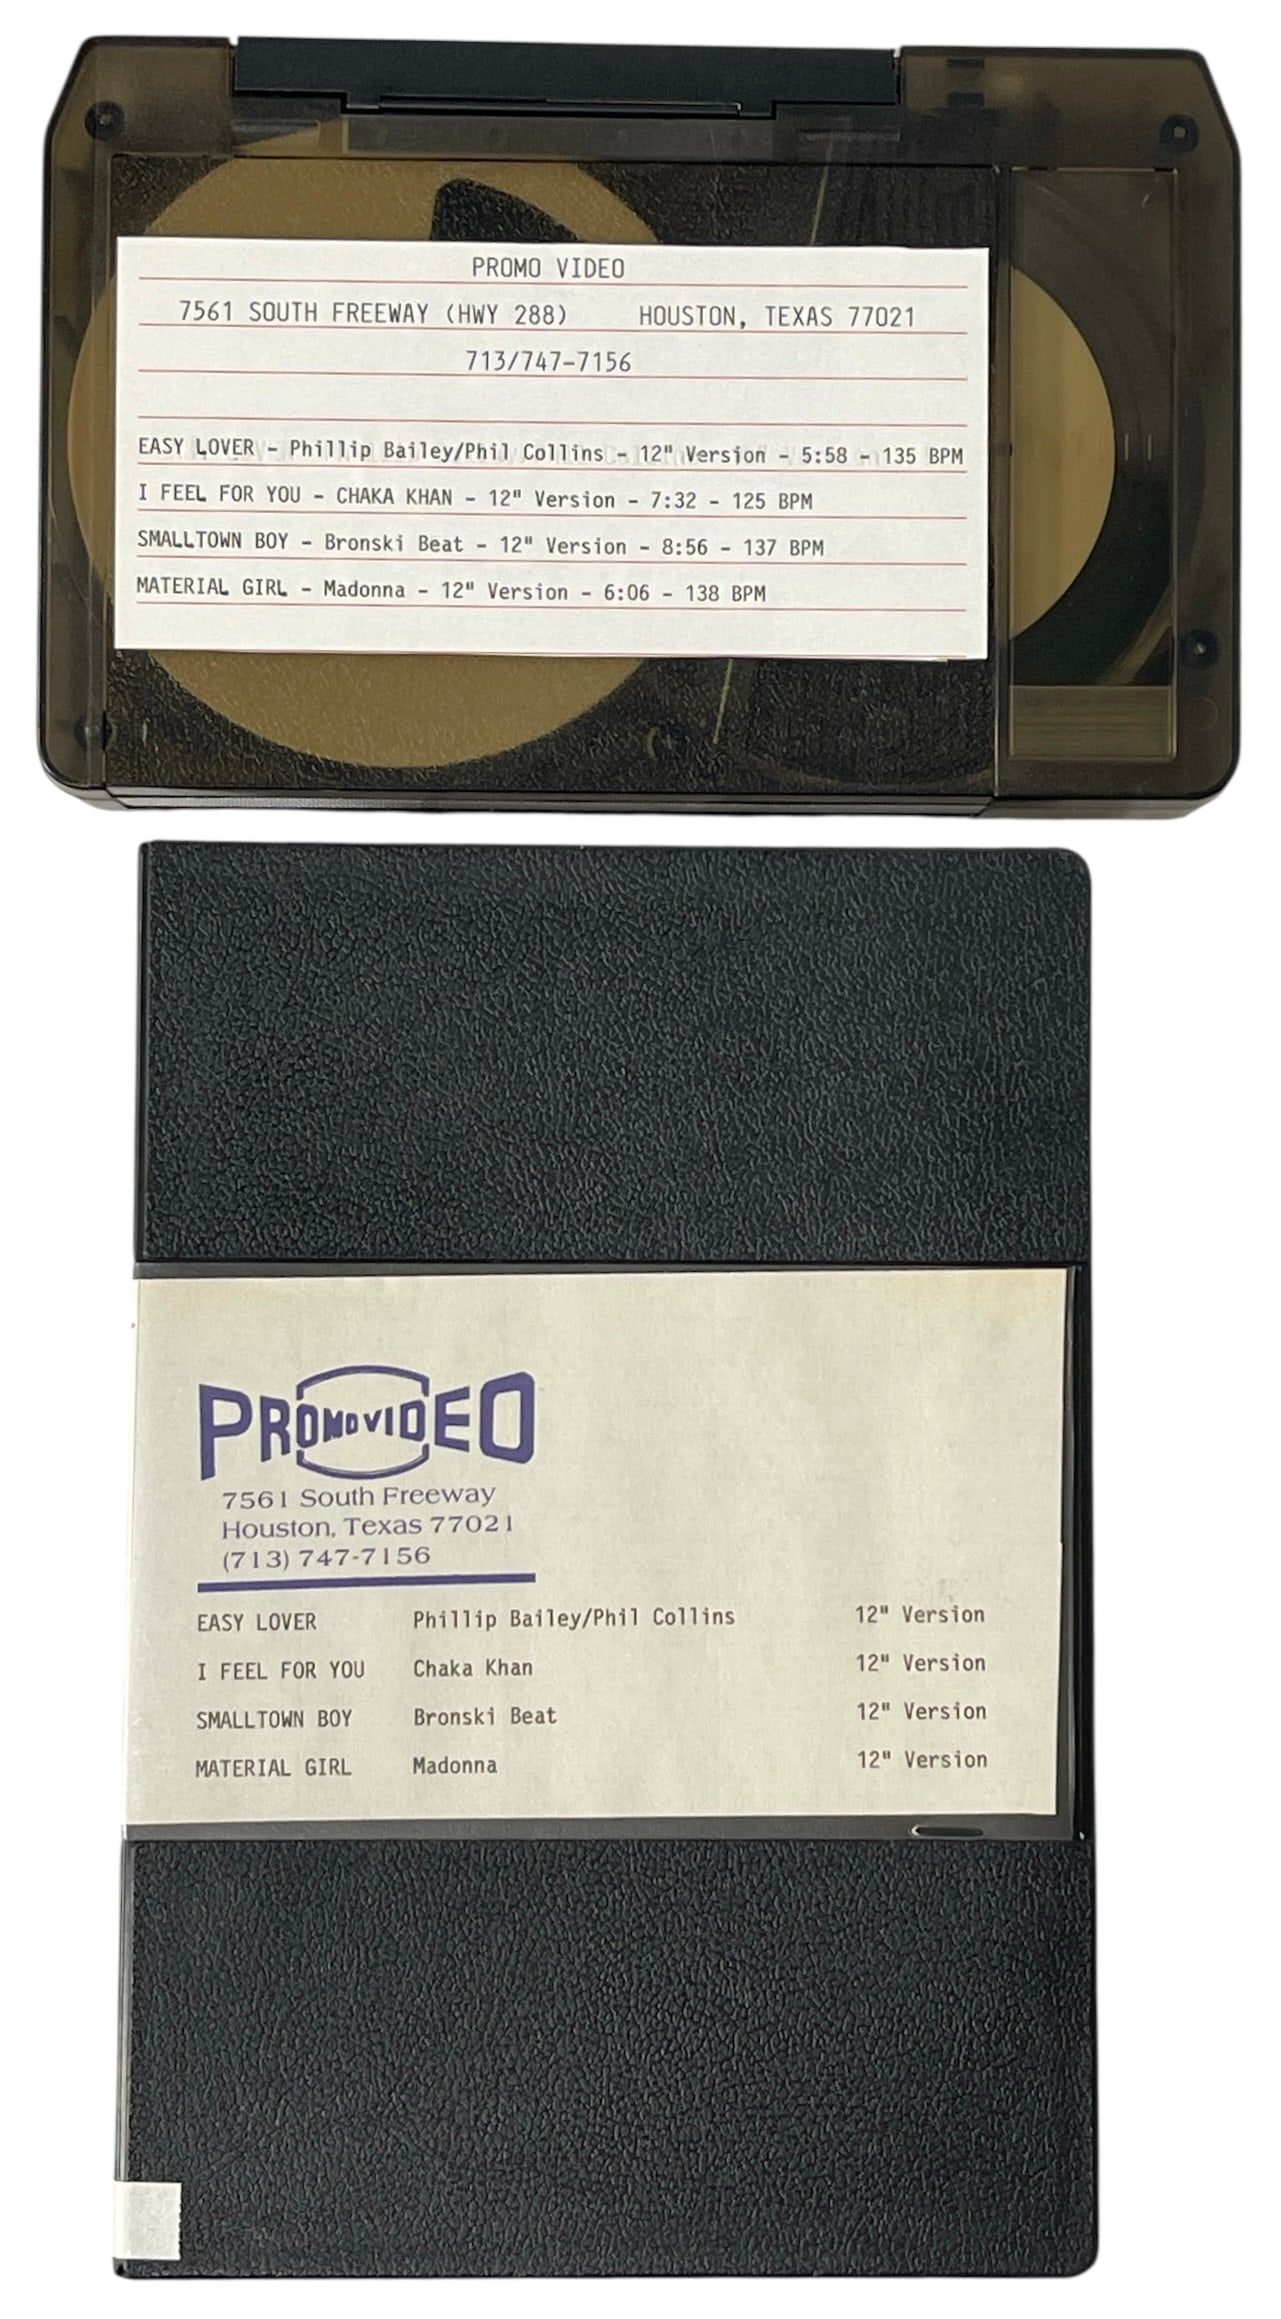 PROMO VIDEO
7561 SOUTH FREEWAY (HWY 288) HOUSTON, TEXAS 77021
713/747-7156
EASY LOVER - Phillip Bailey/Phil Collins - 12" Version - 5:58 - 135 BPM
I FEEL FOR YOU - CHAKA KHAN - 12" Version - 7:32 - 125 BPM
SMALLTOWN BOY - Bronski Beat - 12" Version - 8:56 - 137 BPM
MATERIAL GIRL - Madonna - 12" Version - 6:06 - 138 BPM
PROMOVIDEO
7561 South Freeway
Houston, Texas 77021
(713) 747-7156
EASY LOVER Phillip Bailey/Phil Collins 12" Version
I FEEL FOR YOU Chaka Khan 12" Version
SMALLTOWN BOY Bronski Beat 12" Version
MATERIAL GIRL Madonna 12" Version